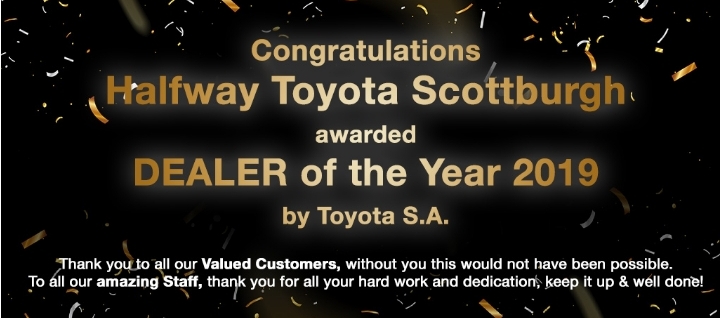 Congratulations
Halfway Toyota Scottburgh
awarded
DEALER of the Year 2019
by Toyota S.A.
Thank you to all our Valued Customers, without you this would not have been possible.
To all our amazing Staff, thank you for all your hard work and dedication, keep it up & well done!